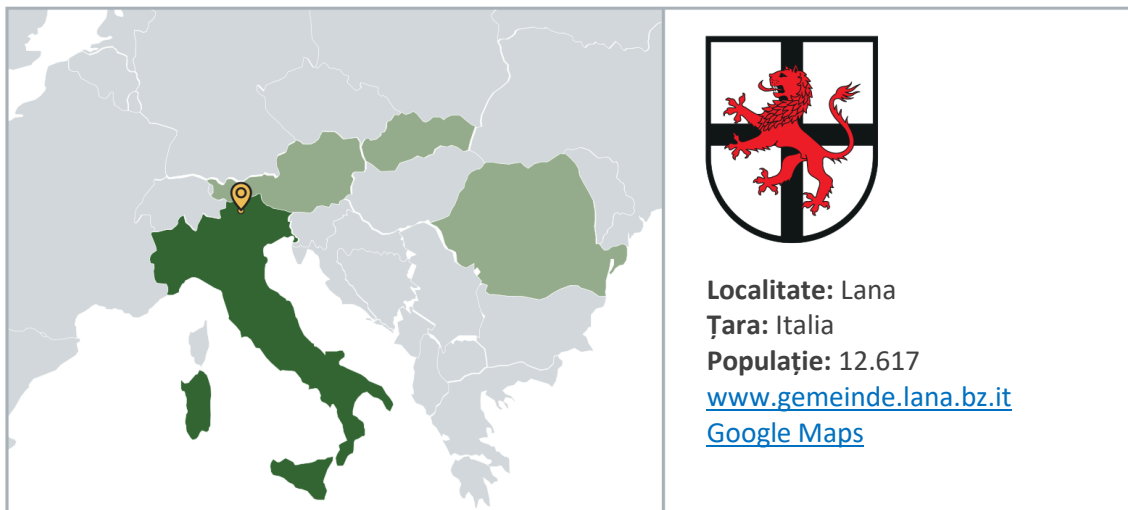 Localitate: Lana
Țara: Italia
Populație: 12.617
www.gemeinde.lana.bz.it
Google Maps